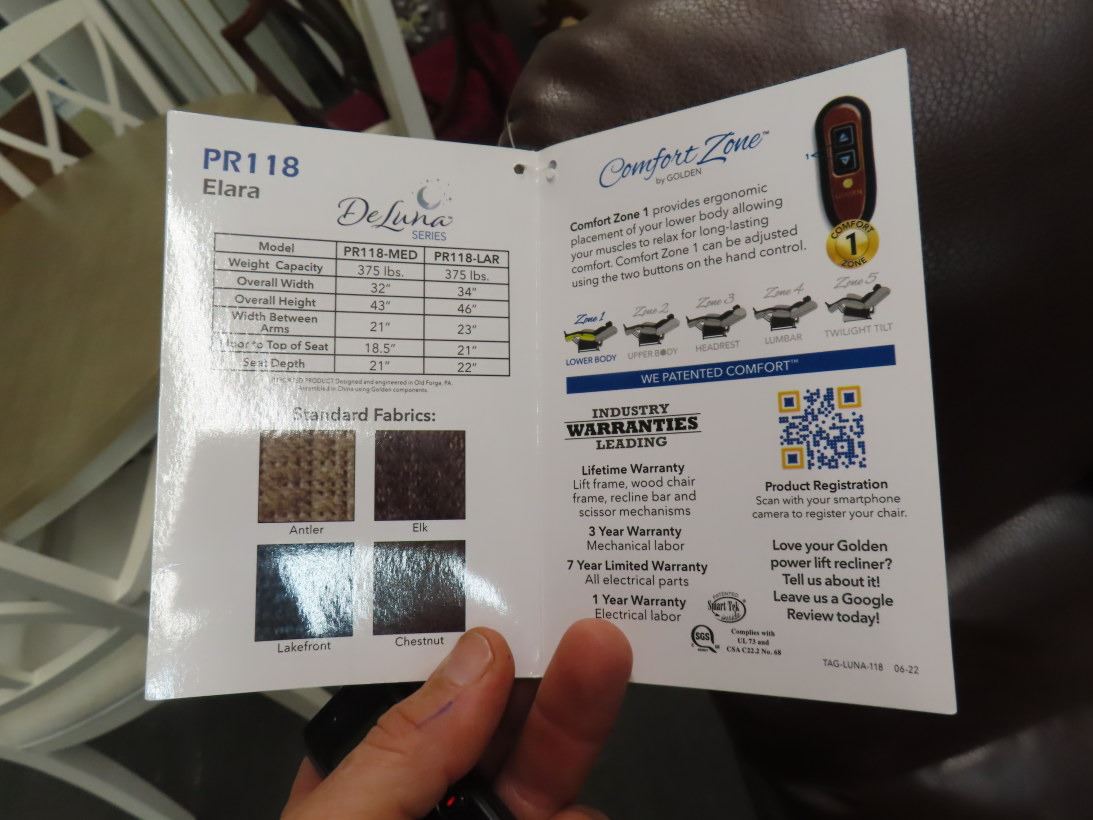 PR118
Elara
DeLuna
SERIES
Model PR118-MED PR118-LAR
Weight Capacity 375 lbs. 375 lbs.
Overall Width 32" 34"
Overall Height 43" 46"
Width Between Arms 21" 23"
Floor to Top of Seat 18.5" 21"
Seat Depth 21" 22"
PRODUCT Designed and engineered in Old Forge, PA.
Assembled in China using Golden components.
Standard Fabrics:
Antler Elk
Lakefront Chestnut
Comfort Zone™
by GOLDEN
Comfort Zone 1 provides ergonomic
placement of your lower body allowing
your muscles to relax for long-lasting
comfort. Comfort Zone 1 can be adjusted
using the two buttons on the hand control.
1
GOLDEN
COMFORT
1
ZONE
Zone 1 Zone 2 Zone 3 Zone 4 Zone 5
LOWER BODY UPPER BODY HEADREST LUMBAR TWILIGHT TILT
WE PATENTED COMFORT™
INDUSTRY
WARRANTIES
LEADING
Lifetime Warranty
Lift frame, wood chair
frame, recline bar and
scissor mechanisms
3 Year Warranty
Mechanical labor
7 Year Limited Warranty
All electrical parts
1 Year Warranty
Electrical labor
Product Registration
Scan with your smartphone
camera to register your chair.
Love your Golden
power lift recliner?
Tell us about it!
Leave us a Google
Review today!
PATENTED
Smart Tek
SGS
Complies with
UL 73 and
CSA C22.2 No. 68
TAG-LUNA-118 06-22